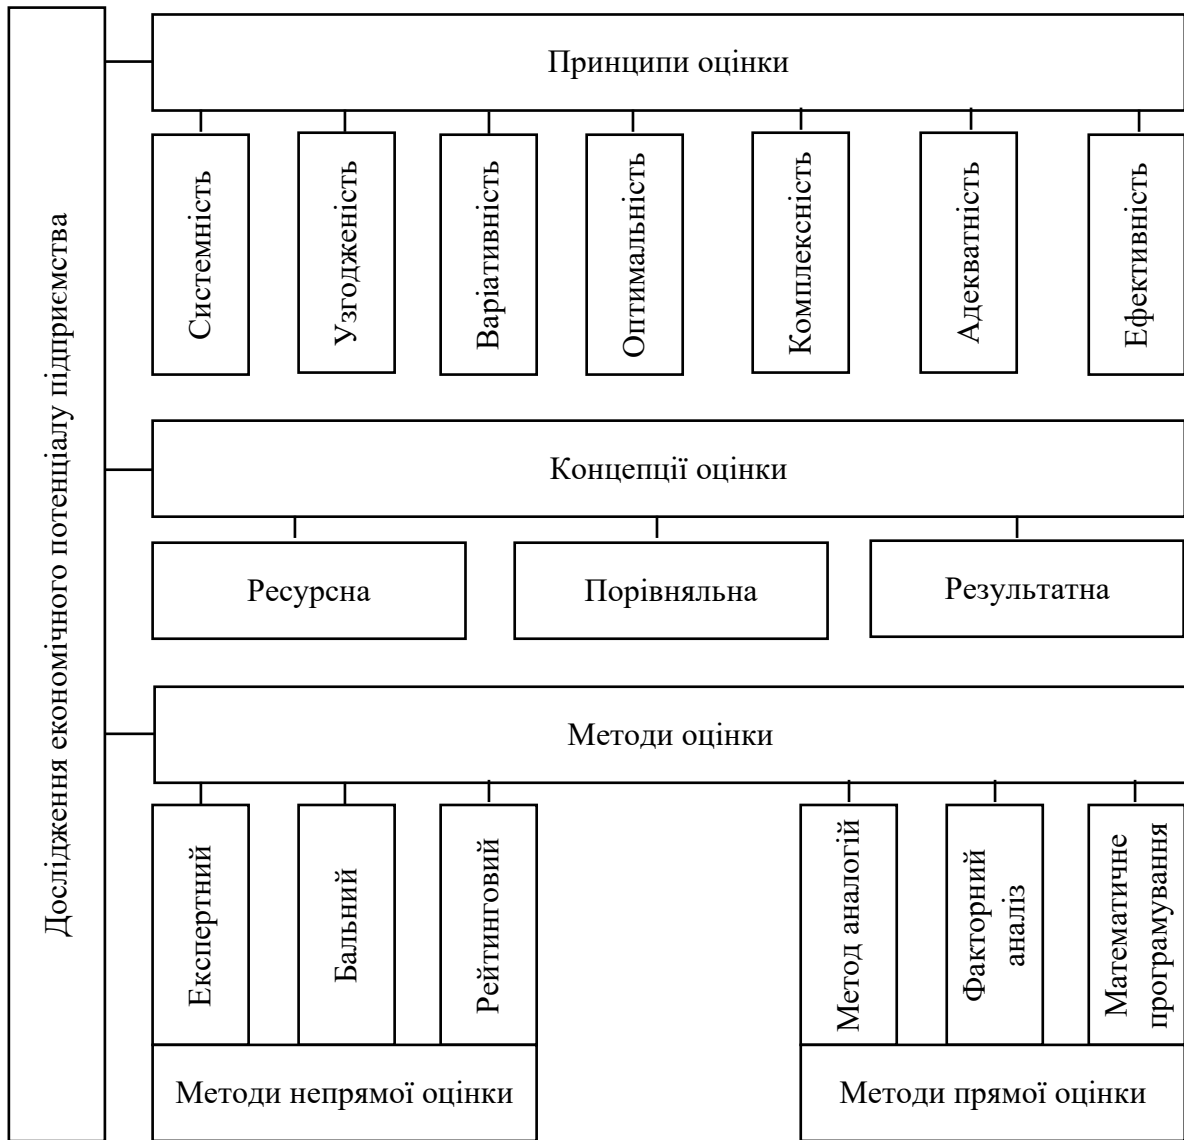 Дослідження економічного потенціалу підприємства
Принципи оцінки
Системність
Узгодженість
Варіативність
Оптимальність
Комплексність
Адекватність
Ефективність
Концепції оцінки
Ресурсна
Порівняльна
Результатна
Методи оцінки
Експертний
Бальний
Рейтинговий
Метод аналогій
Факторний
аналіз
Математичне
програмування
Методи непрямої оцінки
Методи прямої оцінки